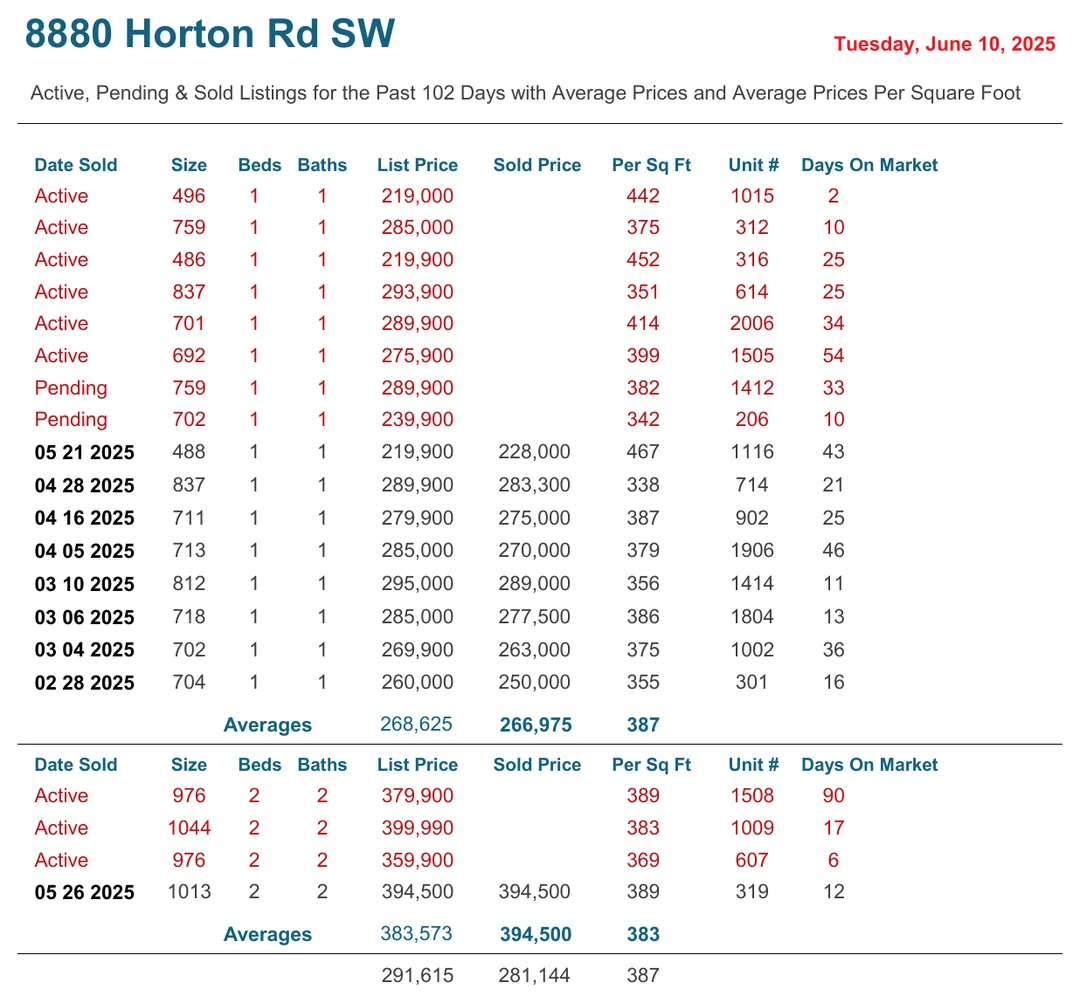 8880 Horton Rd SW
Tuesday, June 10, 2025
Active, Pending & Sold Listings for the Past 102 Days with Average Prices and Average Prices Per Square Foot
Date Sold Size Beds Baths List Price Sold Price Per Sq Ft Unit # Days On Market
Active 496 1 1 219,000 442 1015 2
Active 759 1 1 285,000 375 312 10
Active 486 1 1 219,900 452 316 25
Active 837 1 1 293,900 351 614 25
Active 701 1 1 289,900 414 2006 34
Active 692 1 1 275,900 399 1505 54
Pending 759 1 1 289,900 382 1412 33
Pending 702 1 1 239,900 342 206 10
05 21 2025 488 1 1 219,900 228,000 467 1116 43
04 28 2025 837 1 1 289,900 283,300 338 714 21
04 16 2025 711 1 1 279,900 275,000 387 902 25
04 05 2025 713 1 1 285,000 270,000 379 1906 46
03 10 2025 812 1 1 295,000 289,000 356 1414 11
03 06 2025 718 1 1 285,000 277,500 386 1804 13
03 04 2025 702 1 1 269,900 263,000 375 1002 36
02 28 2025 704 1 1 260,000 250,000 355 301 16
Averages 268,625 266,975 387
Date Sold Size Beds Baths List Price Sold Price Per Sq Ft Unit # Days On Market
Active 976 2 2 379,900 389 1508 90
Active 1044 2 2 399,990 383 1009 17
Active 976 2 2 359,900 369 607 6
05 26 2025 1013 2 2 394,500 394,500 389 319 12
Averages 383,573 394,500 383
291,615 281,144 387